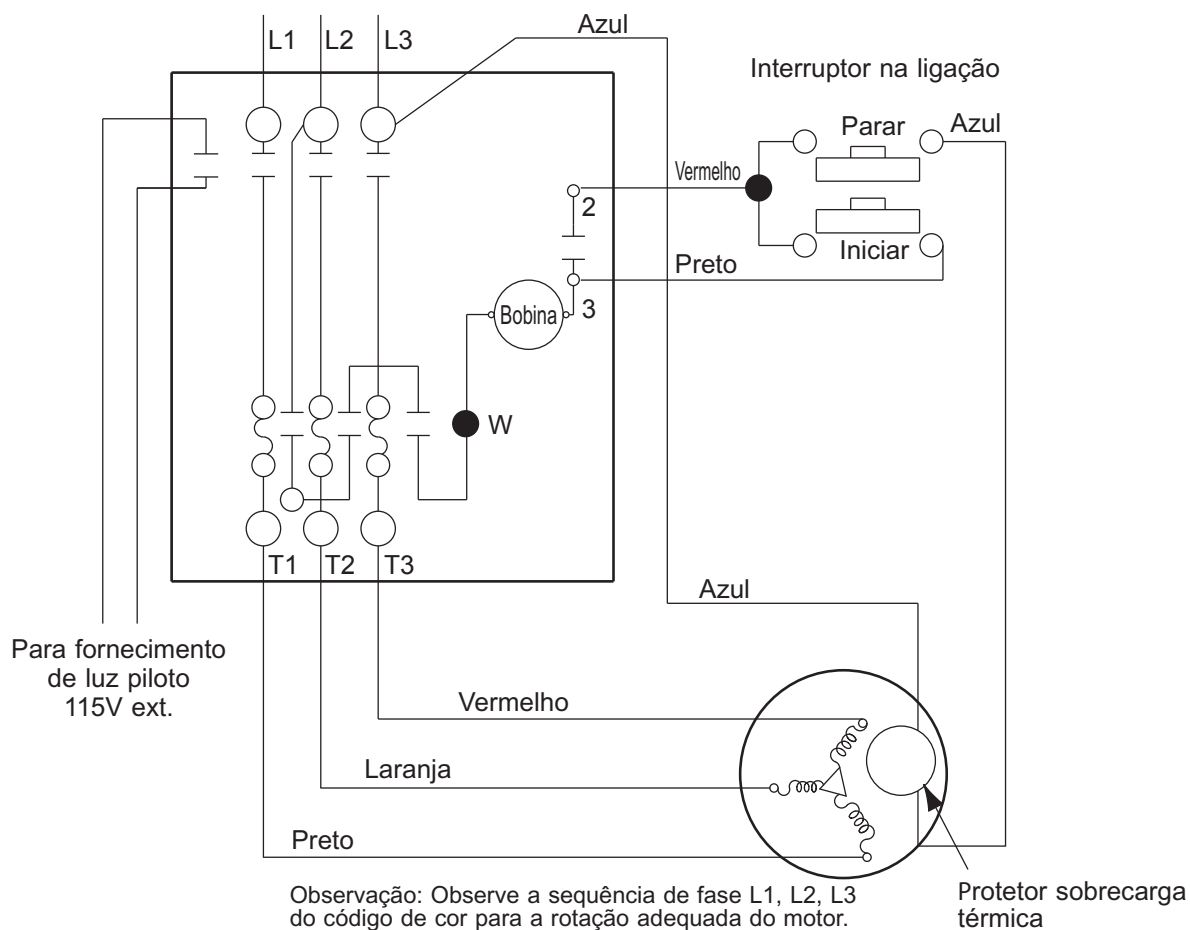 L1
L2
L3
Azul
Interruptor na ligação
Parar
Azul
Vermelho
2
Iniciar
Preto
3
Bobina
W
T1
T2
T3
Azul
Para fornecimento
de luz piloto
115V ext.
Vermelho
Laranja
Preto
Observação: Observe a sequência de fase L1, L2, L3
do código de cor para a rotação adequada do motor.
Protetor sobrecarga
térmica